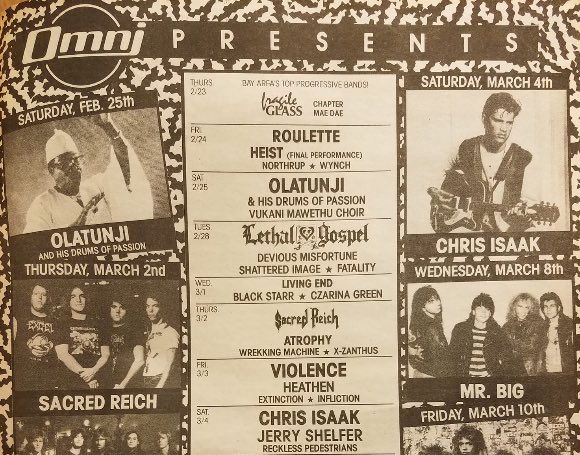 Omni PRESENTS
SATURDAY, FEB. 25th
OLATUNJI
AND HIS DRUMS OF PASSION
THURSDAY, MARCH 2nd
SACRED REICH
THURS.
2/23
BAY AREA'S TOP PROGRESSIVE BANDS!
fragile GLASS
CHAPTER
MAE DAE
FRI.
2/24
ROULETTE
HEIST (FINAL PERFORMANCE)
NORTHRUP ★ WYNCH
SAT.
2/25
OLATUNJI
& HIS DRUMS OF PASSION
VUKANI MAWETHU CHOIR
TUES.
2/28
Lethal Gospel
DEVIOUS MISFORTUNE
SHATTERED IMAGE ★ FATALITY
WED.
3/1
LIVING END
BLACK STARR ★ CZARINA GREEN
THURS.
3/2
Sacred Reich
ATROPHY
WREKKING MACHINE ★ X-ZANTHUS
FRI.
3/3
VIOLENCE
HEATHEN
EXTINCTION ★ INFLICTION
SAT.
3/4
CHRIS ISAAK
JERRY SHELFER
RECKLESS PEDESTRIANS
SATURDAY, MARCH 4th
CHRIS ISAAK
WEDNESDAY, MARCH 8th
MR. BIG
FRIDAY, MARCH 10th